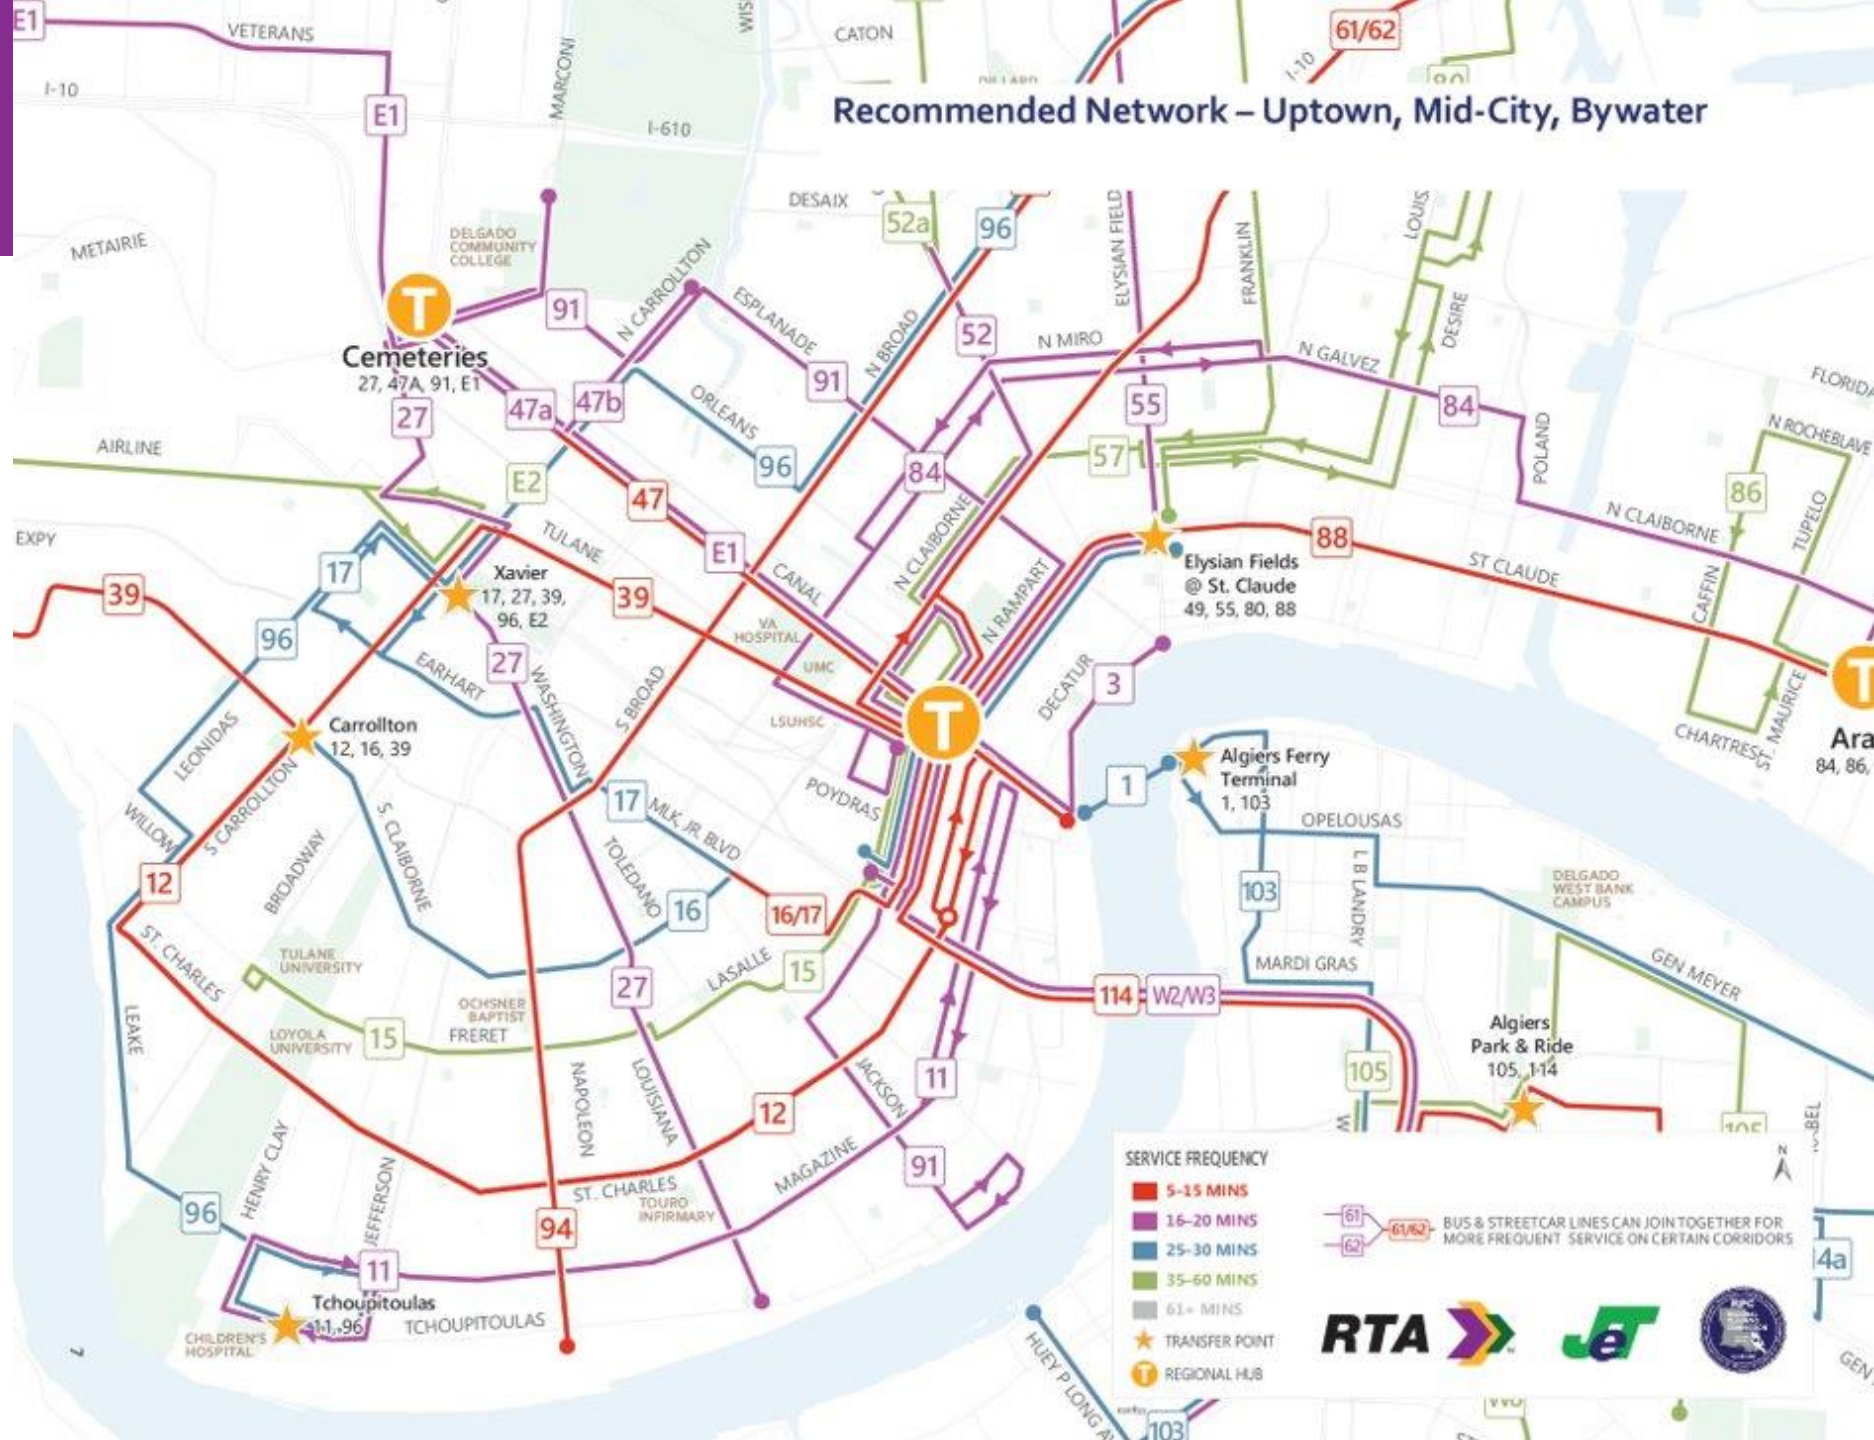 E1
VETERANS
MARCONI
CATON
61/62
I-10
I-10
E1
I-610
Recommended Network – Uptown, Mid-City, Bywater
DESAIX
52a
96
ELYSIAN FIELD
FRANKLIN
LOUIS
METAIRIE
DELGADO
COMMUNITY
COLLEGE
N CARROLLTON
91
ESPLANADE
N BROAD
52
N MIRO
N GALVEZ
DESIRE
FLORIDA
Cemeteries
27, 47A, 91, E1
27
47a
47b
91
ORLEANS
96
55
84
57
POLAND
N ROCHEBLAVE
86
TUPELO
AIRLINE
E2
47
84
N CLAIBORNE
N CLAIBORNE
EXPY
TULANE
E1
CANAL
88
ST CLAUDE
CAFFIN
Xavier
17, 27, 39,
96, E2
17
39
39
N RAMPART
Elysian Fields
@ St. Claude
49, 55, 80, 88
VA
HOSPITAL
UMC
96
EARHART
27
WASHINGTON
S BROAD
DECATUR
3
LEONIDAS
Carrollton
12, 16, 39
LSUHSC
T
CHARTRES
ST. MAURICE
Ara
84, 86,
Algiers Ferry
Terminal
1, 103
1
POYDRAS
WILLOW
S CARROLLTON
S. CLAIBORNE
17
MLK, JR. BLVD
OPELOUSAS
12
BROADWAY
TOLEDANO
16
16/17
103
L B LANDRY
DELGADO
WEST BANK
CAMPUS
ST. CHARLES
TULANE
UNIVERSITY
LASALLE
15
MARDI GRAS
GEN MEYER
27
OCHSNER
BAPTIST
114
W2/W3
LEAKE
LOYOLA
UNIVERSITY
15
FRERET
Algiers
Park & Ride
105, 114
105
NAPOLEON
LOUISIANA
JACKSON
11
12
105
HENRY CLAY
JEFFERSON
MAGAZINE
91
ST. CHARLES
TOURO
INFIRMARY
96
94
11
Tchoupitoulas
11, 96
TCHOUPITOULAS
CHILDREN'S
HOSPITAL
7
SERVICE FREQUENCY
5-15 MINS
16-20 MINS
25-30 MINS
35-60 MINS
61+ MINS
TRANSFER POINT
REGIONAL HUB
N
61
62
61/62
BUS & STREETCAR LINES CAN JOIN TOGETHER FOR
MORE FREQUENT SERVICE ON CERTAIN CORRIDORS
RTA
JeT
RPC
4a
HUEY P LONG AV
103
GEN